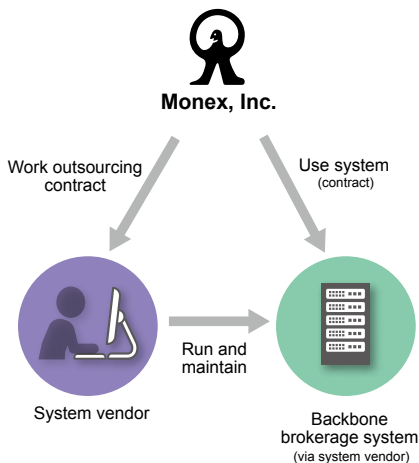 Monex, Inc.
Work outsourcing
contract
Use system
(contract)
Run and
maintain
System vendor
Backbone
brokerage system
(via system vendor)